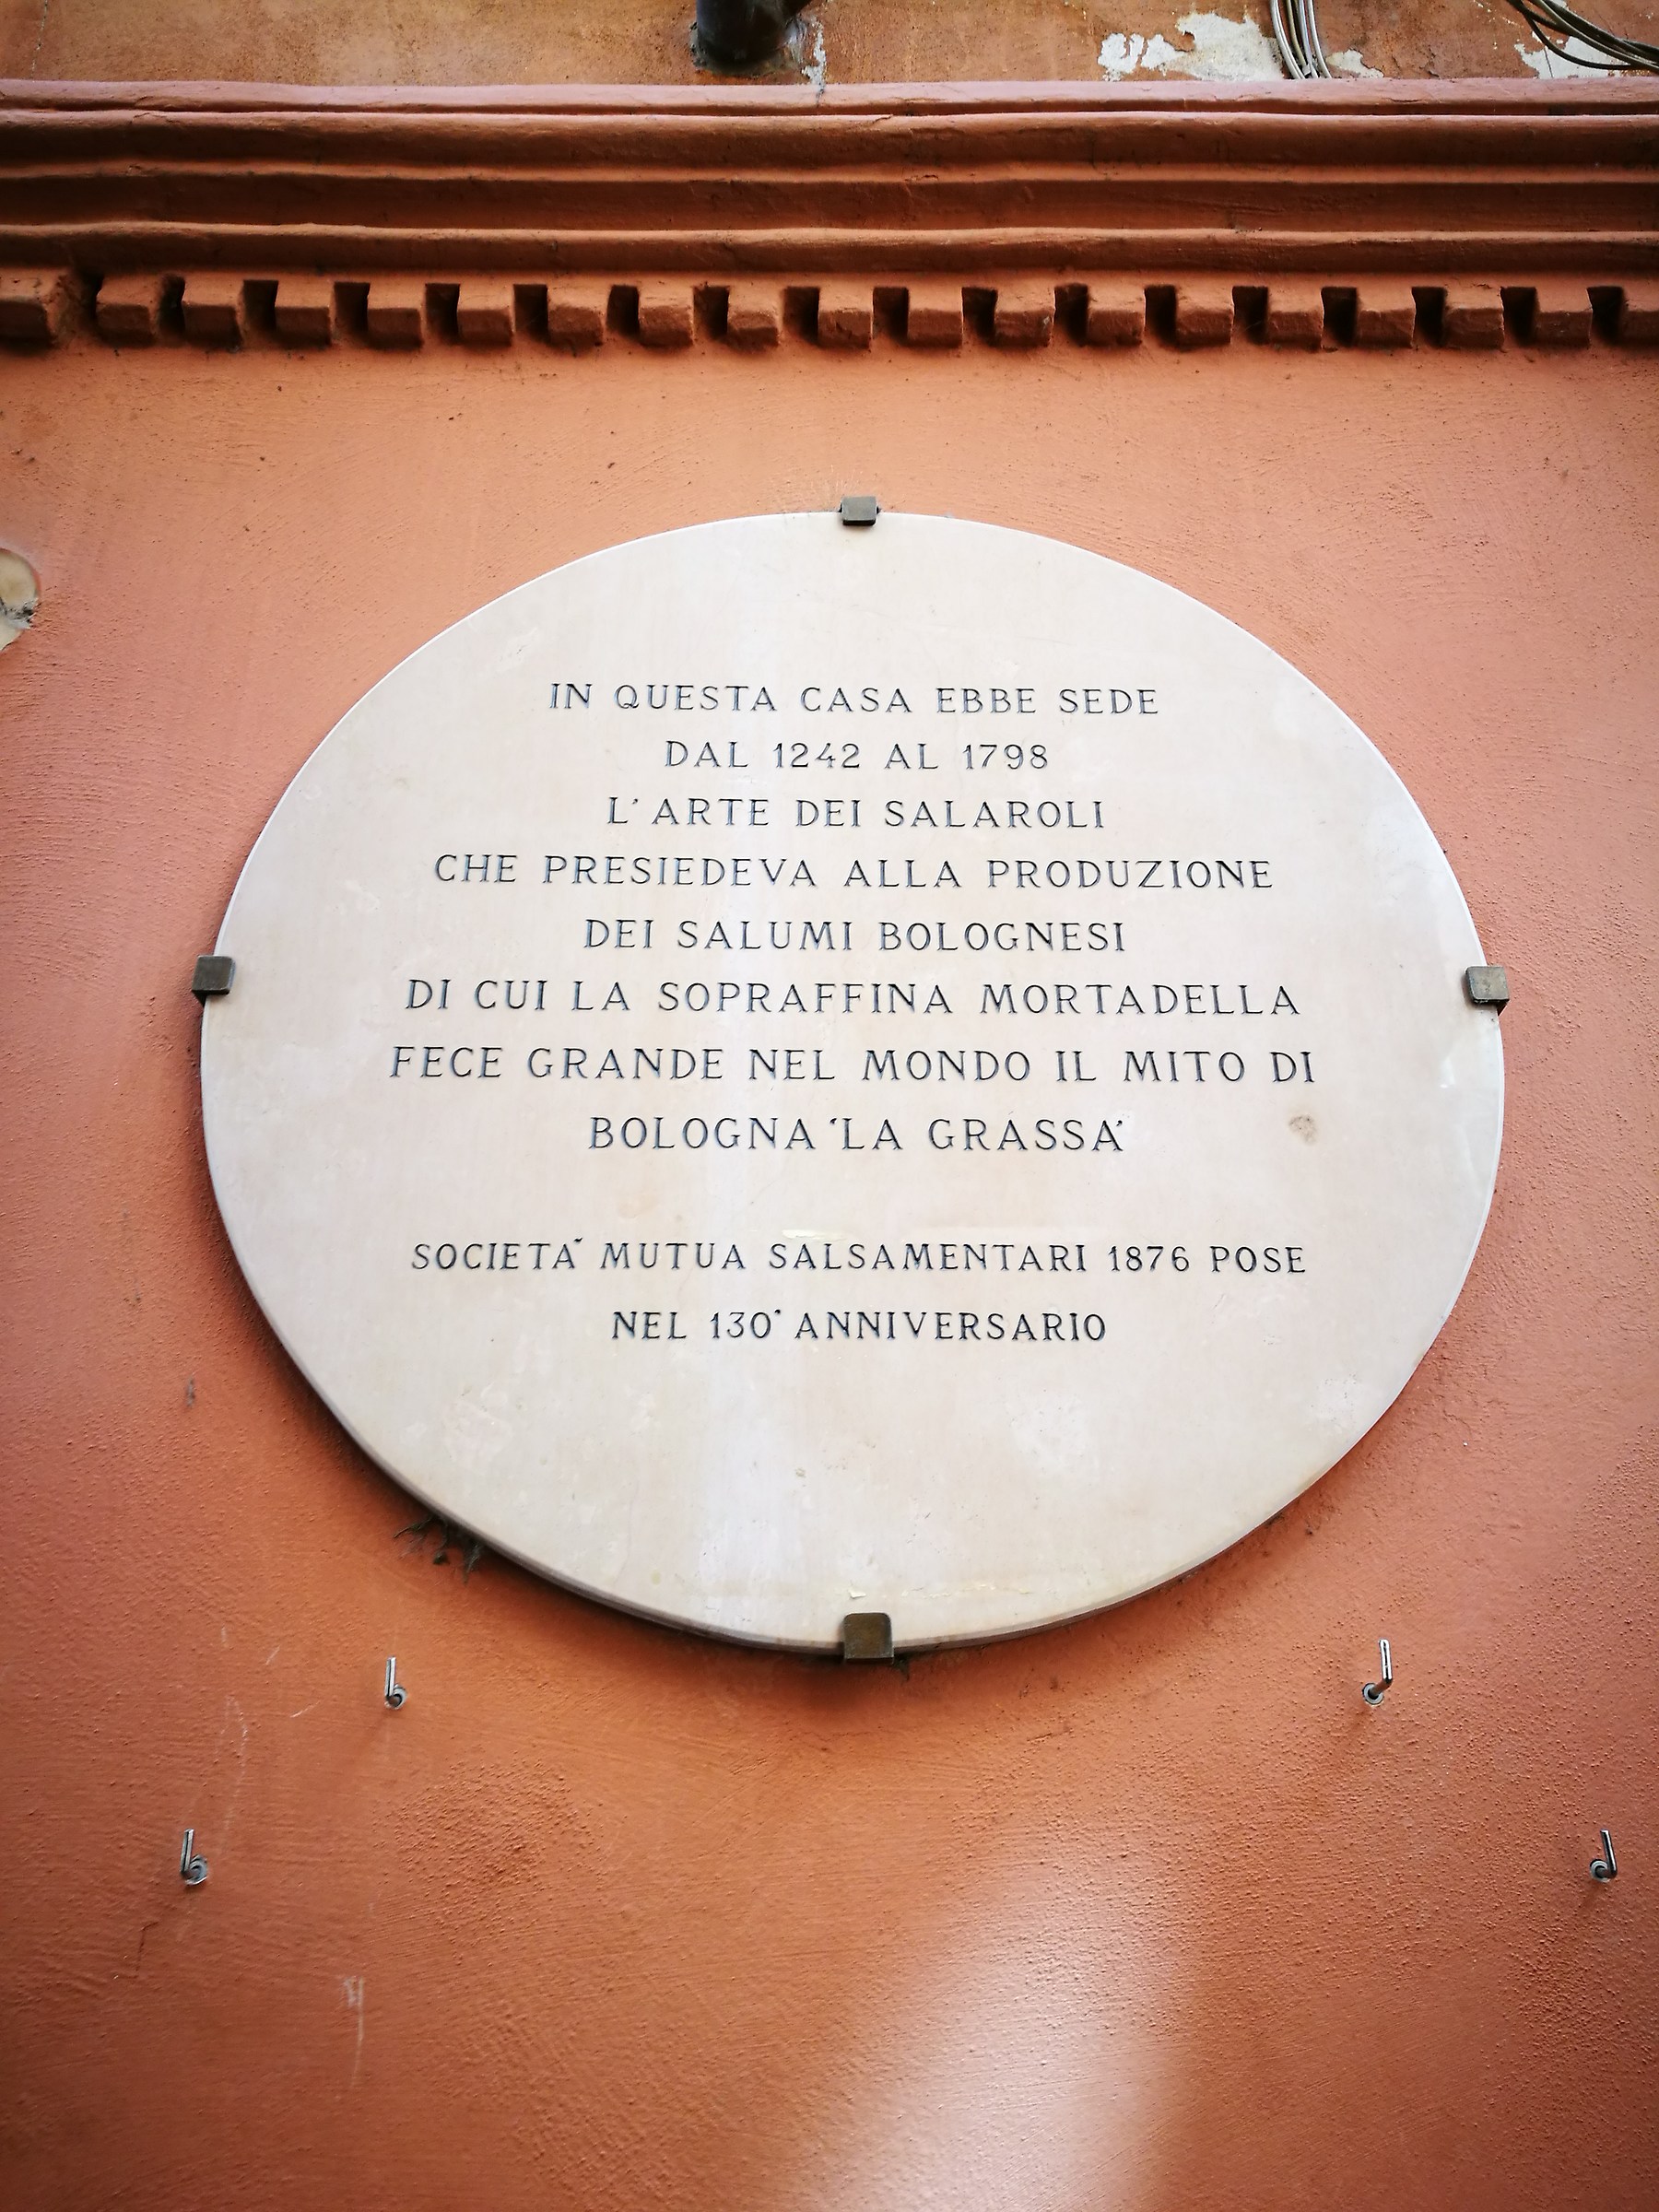 IN QUESTA CASA EBBE SEDE
DAL 1242 AL 1798
L'ARTE DEI SALAROLI
CHE PRESIEDEVA ALLA PRODUZIONE
DEI SALUMI BOLOGNESI
DI CUI LA SOPRAFFINA MORTADELLA
FECE GRANDE NEL MONDO IL MITO DI
BOLOGNA 'LA GRASSA'
SOCIETA' MUTUA SALSAMENTARI 1876 POSE
NEL 130° ANNIVERSARIO